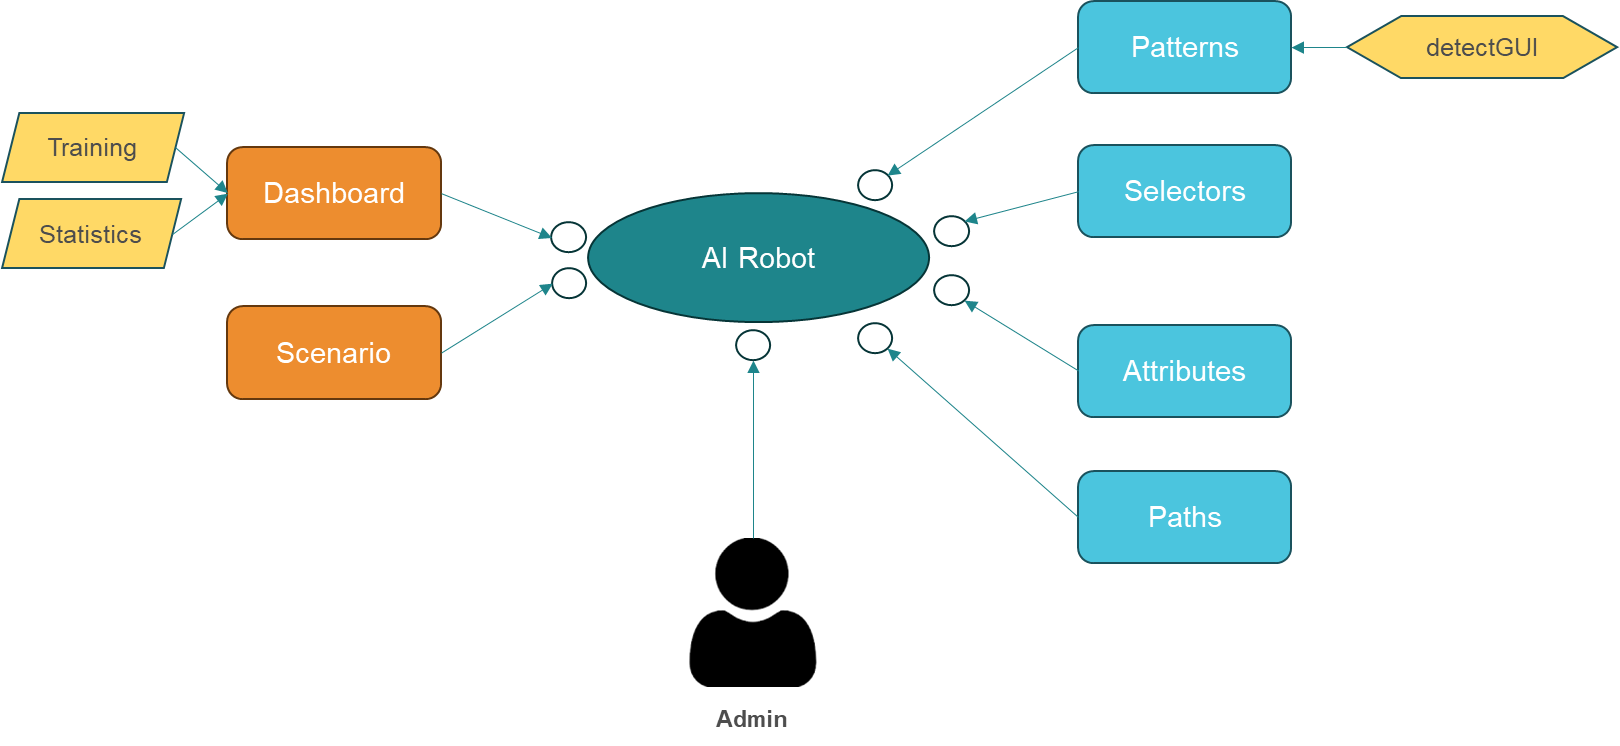 Patterns
detectGUI
Training
Dashboard
Selectors
Statistics
AI Robot
Scenario
Attributes
Paths
Admin